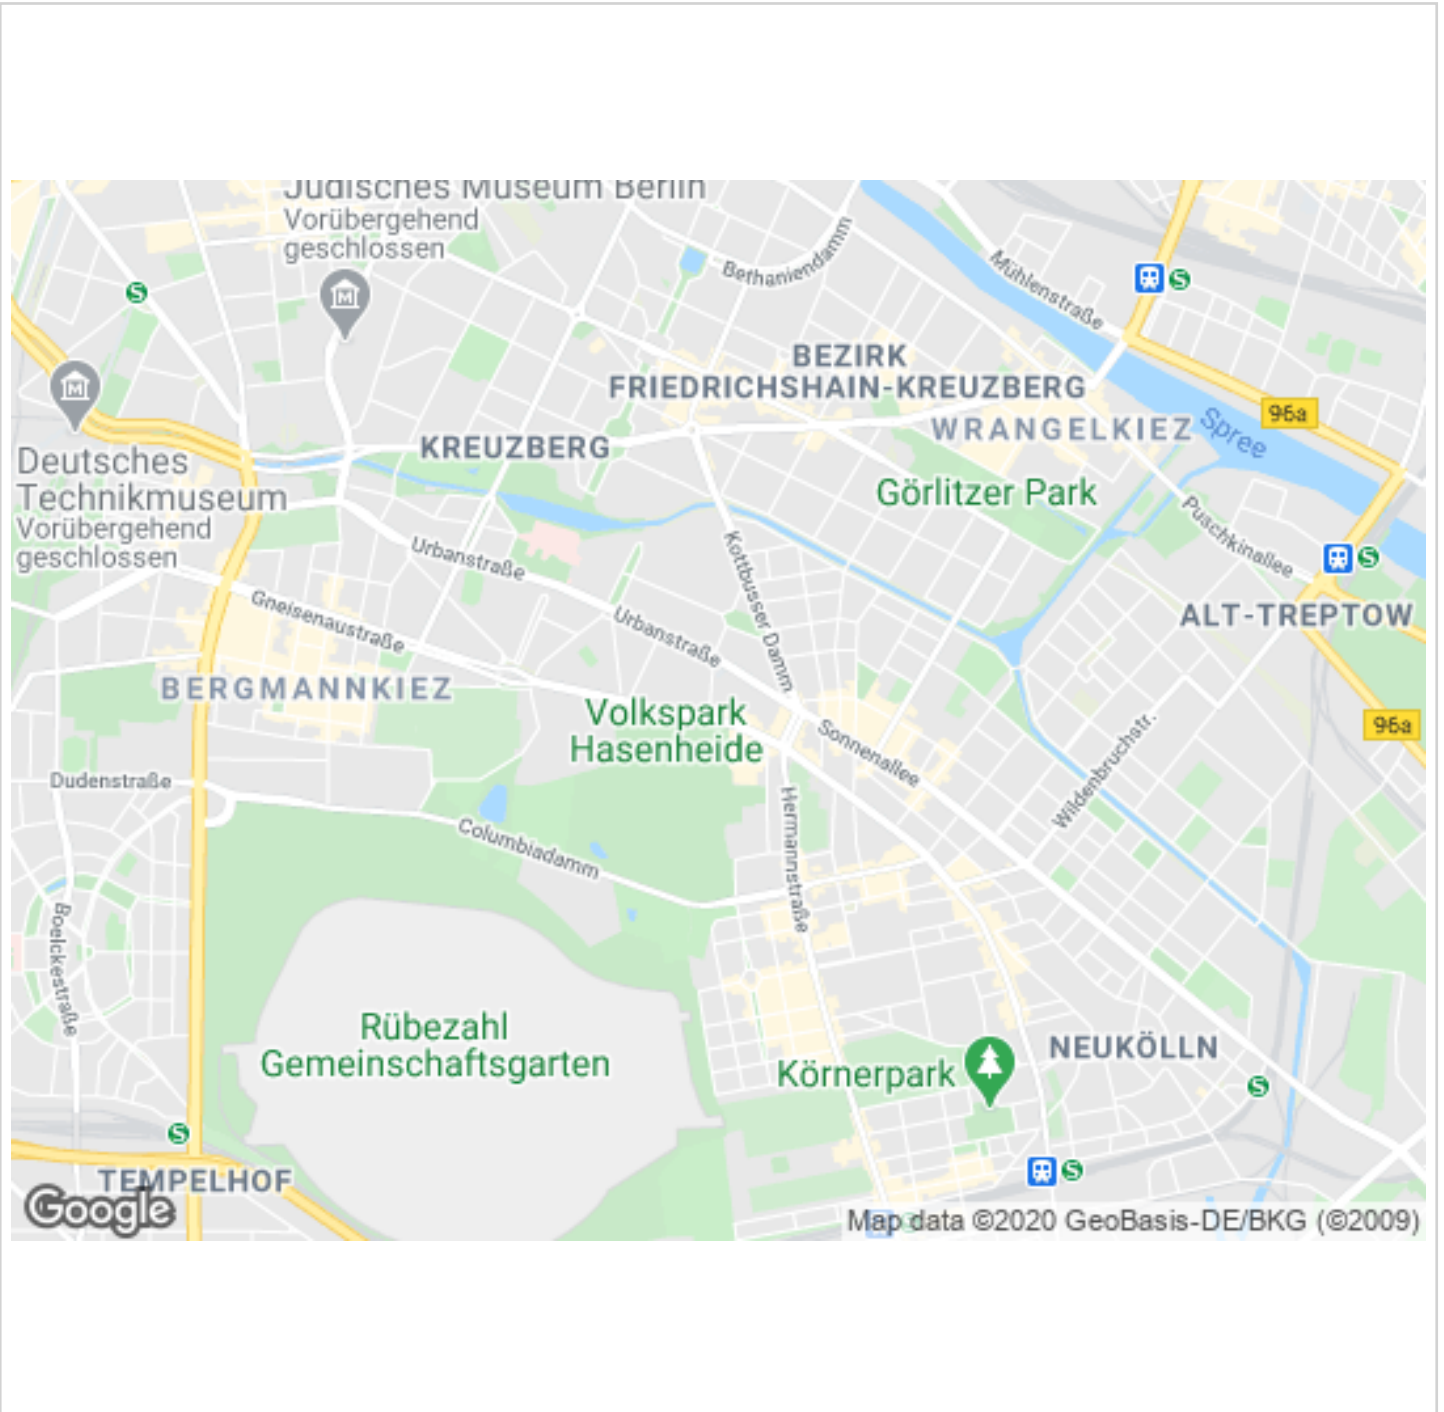 Jüdisches Museum Berlin
Vorübergehend
geschlossen
Bethaniendamm
Mühlenstraße
S
S
M
M
BEZIRK
FRIEDRICHSHAIN-KREUZBERG
WRANGELKIEZ
96a
Spree
KREUZBERG
Deutsches
Technikmuseum
Vorübergehend
geschlossen
Görlitzer Park
Puschkinallee
S
Urbanstraße
Kottbusser Damm
Gneisenaustraße
Urbanstraße
ALT-TREPTOW
BERGMANNKIEZ
Volkspark
Hasenheide
Sonnenallee
96a
Wildenbruchstr.
Dudenstraße
Columbiadamm
Hermannstraße
Boelckestraße
Rübezahl
Gemeinschaftsgarten
Körnerpark
NEUKÖLLN
S
S
S
TEMPELHOF
Google
Map data ©2020 GeoBasis-DE/BKG (©2009)